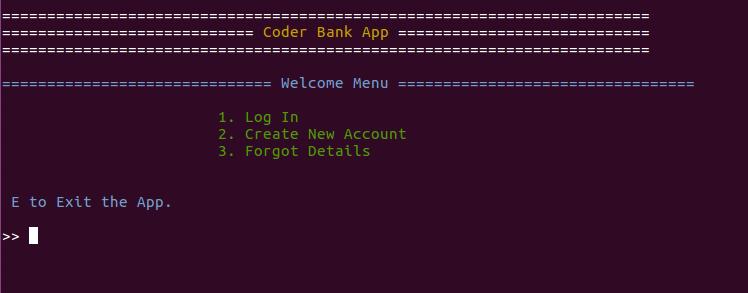 ========================================================================
============================ Coder Bank App ============================
========================================================================
============================== Welcome Menu =================================
1. Log In
2. Create New Account
3. Forgot Details
E to Exit the App.
>>